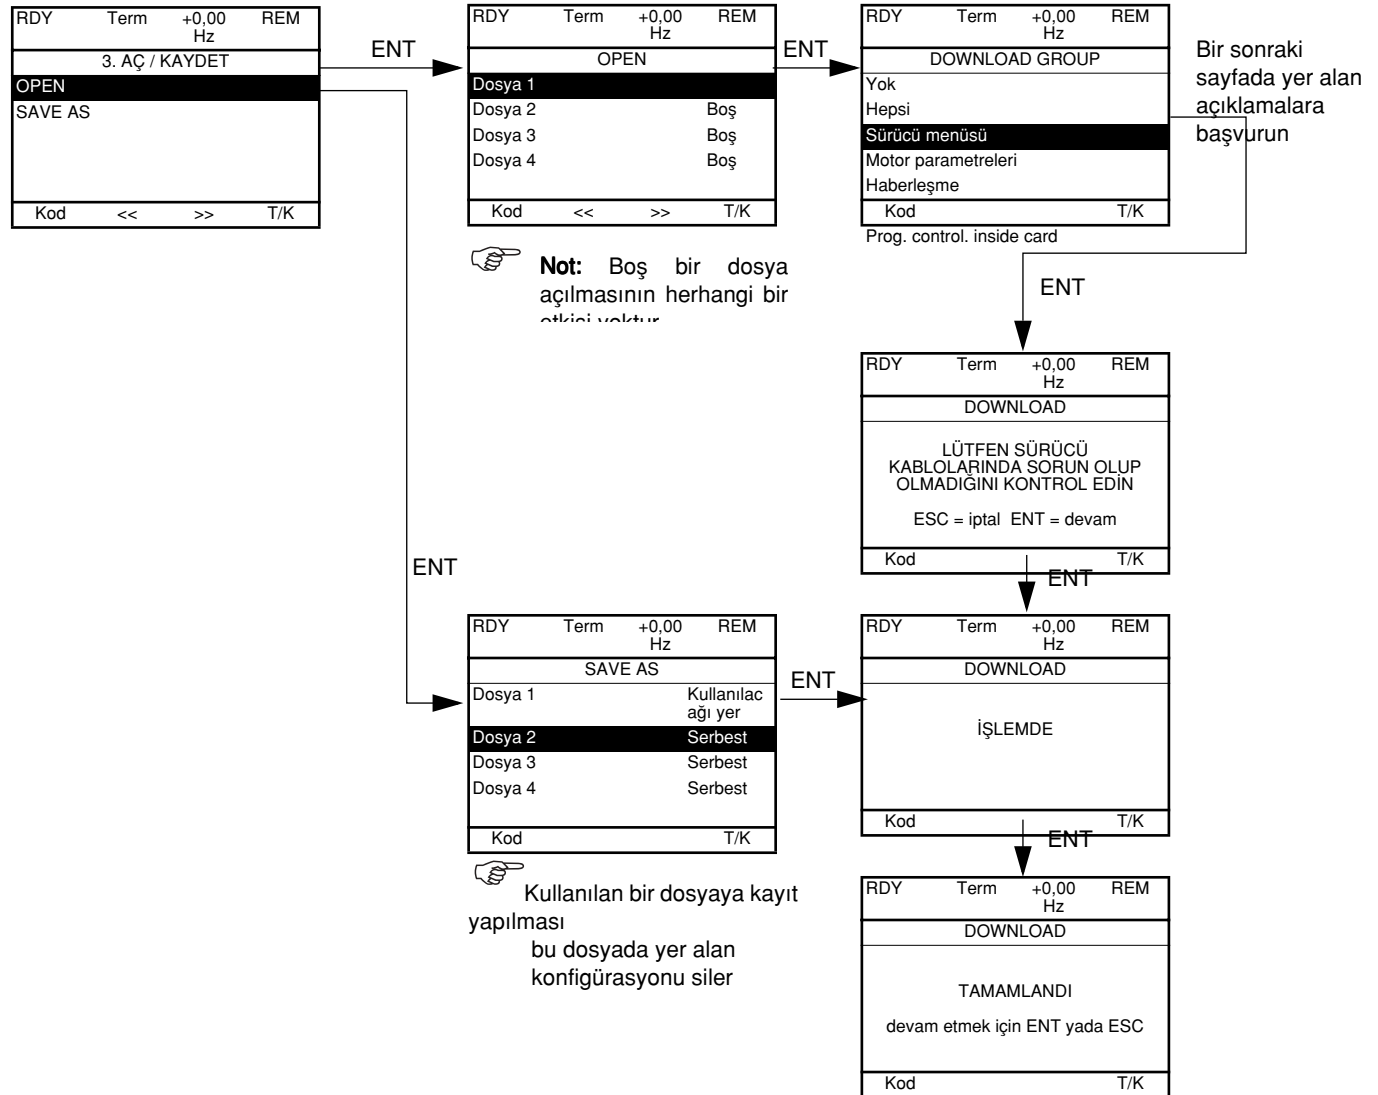 RDY Term +0,00 REM
Hz
3. AÇ / KAYDET
OPEN
SAVE AS
Kod << >> T/K
ENT
RDY Term +0,00 REM
Hz
OPEN
Dosya 1
Dosya 2 Boş
Dosya 3 Boş
Dosya 4 Boş
Kod << >> T/K
Not: Boş bir dosya
açılmasının herhangi bir
etkisi yoktur
ENT
RDY Term +0,00 REM
Hz
DOWNLOAD GROUP
Yok
Hepsi
Sürücü menüsü
Motor parametreleri
Haberleşme
Kod T/K
Prog. control. inside card
Bir sonraki
sayfada yer alan
açıklamalara
başvurun
ENT
RDY Term +0,00 REM
Hz
DOWNLOAD
LÜTFEN SÜRÜCÜ
KABLOLARINDA SORUN OLUP
OLMADIĞINI KONTROL EDİN
ESC = iptal ENT = devam
Kod T/K
ENT
ENT
RDY Term +0,00 REM
Hz
SAVE AS
Dosya 1 Kullanılac
ağı yer
Dosya 2 Serbest
Dosya 3 Serbest
Dosya 4 Serbest
Kod T/K
Kullanılan bir dosyaya kayıt
yapılması
bu dosyada yer alan
konfigürasyonu siler
ENT
RDY Term +0,00 REM
Hz
DOWNLOAD
İŞLEMDE
Kod T/K
ENT
RDY Term +0,00 REM
Hz
DOWNLOAD
TAMAMLANDI
devam etmek için ENT yada ESC
Kod T/K